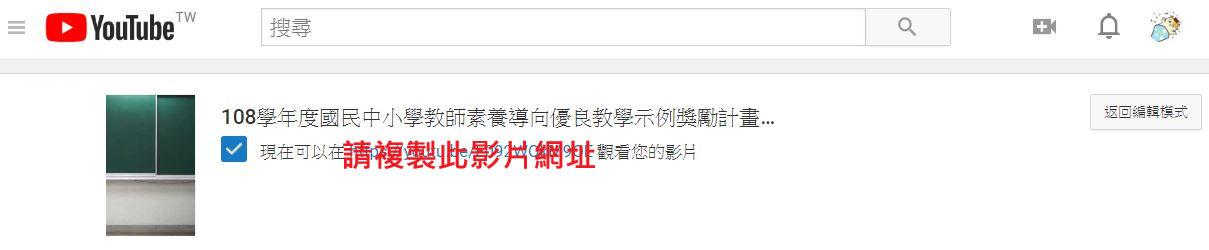 YouTube TW
搜尋
108學年度國民中小學教師素養導向優良教學示例獎勵計畫...
返回編輯模式
現在可以在 觀看您的影片
請複製此影片網址